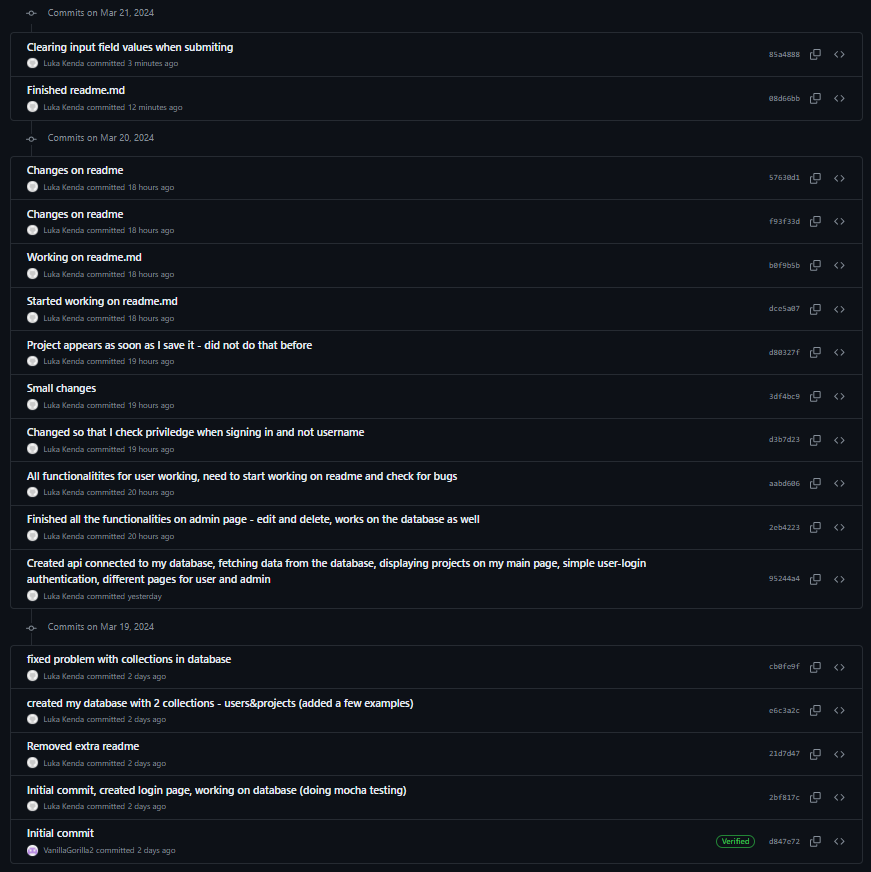 Commits on Mar 21, 2024
Clearing input field values when submiting
85a4888
Luka Kenda committed 3 minutes ago
Finished readme.md
08d66bb
Luka Kenda committed 12 minutes ago
Commits on Mar 20, 2024
Changes on readme
57630d1
Luka Kenda committed 18 hours ago
Changes on readme
f93f33d
Luka Kenda committed 18 hours ago
Working on readme.md
b0f9b5b
Luka Kenda committed 18 hours ago
Started working on readme.md
dce5a07
Luka Kenda committed 18 hours ago
Project appears as soon as I save it - did not do that before
d80327f
Luka Kenda committed 19 hours ago
Small changes
3df4bc9
Luka Kenda committed 19 hours ago
Changed so that I check priviledge when signing in and not username
d3b7d23
Luka Kenda committed 19 hours ago
All functionalitites for user working, need to start working on readme and check for bugs
aabd606
Luka Kenda committed 20 hours ago
Finished all the functionalities on admin page - edit and delete, works on the database as well
2eb4223
Luka Kenda committed 20 hours ago
Created api connected to my database, fetching data from the database, displaying projects on my main page, simple user-login
authentication, different pages for user and admin
95244a4
Luka Kenda committed yesterday
Commits on Mar 19, 2024
fixed problem with collections in database
cb0fe9f
Luka Kenda committed 2 days ago
created my database with 2 collections - users&projects (added a few examples)
e6c3a2c
Luka Kenda committed 2 days ago
Removed extra readme
21d7d47
Luka Kenda committed 2 days ago
Initial commit, created login page, working on database (doing mocha testing)
2bf817c
Luka Kenda committed 2 days ago
Initial commit
Verified d847e72
VanillaGorilla2 committed 2 days ago